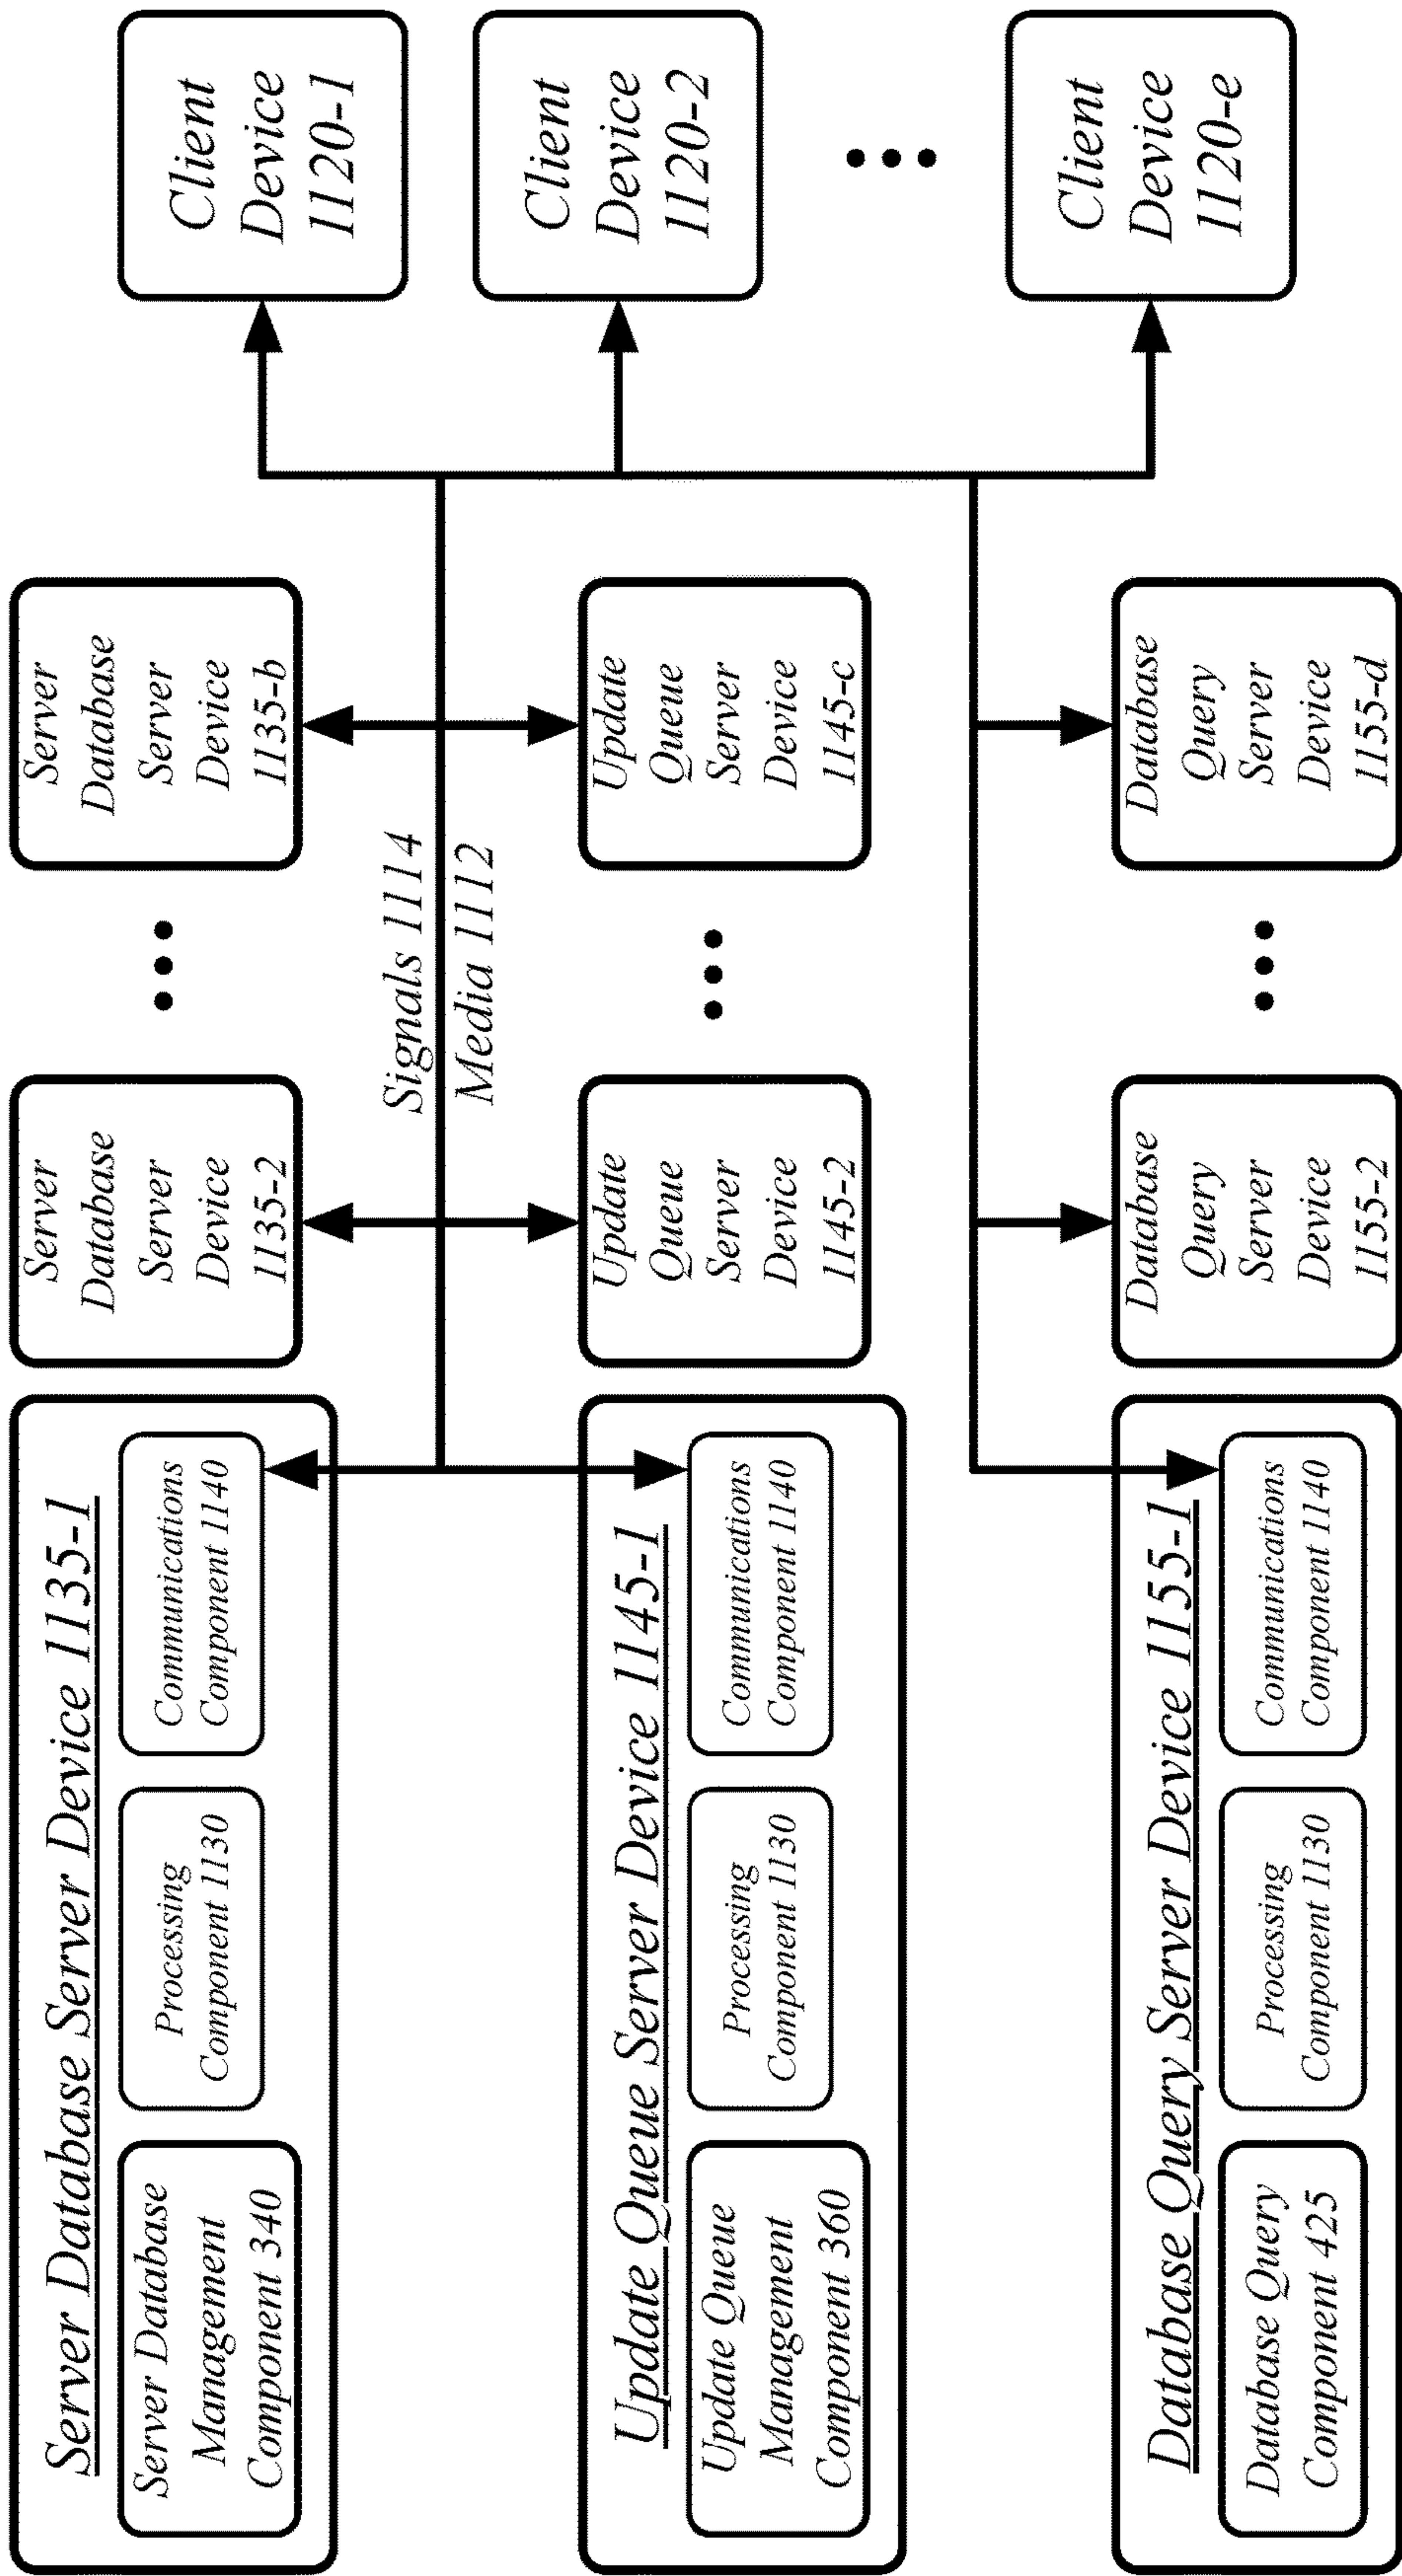 Server Database Server Device 1135-1
Server Database
Management
Component 340
Processing
Component 1130
Communications
Component 1140
Server
Database
Server
Device
1135-2
Server
Database
Server
Device
1135-b
Signals 1114
Media 1112
Update Queue Server Device 1145-1
Update Queue
Management
Component 360
Processing
Component 1130
Communications
Component 1140
Update
Queue
Server
Device
1145-2
Update
Queue
Server
Device
1145-c
Database Query Server Device 1155-1
Database Query
Component 425
Processing
Component 1130
Communications
Component 1140
Database
Query
Server
Device
1155-2
Database
Query
Server
Device
1155-d
Client
Device
1120-1
Client
Device
1120-2
Client
Device
1120-e